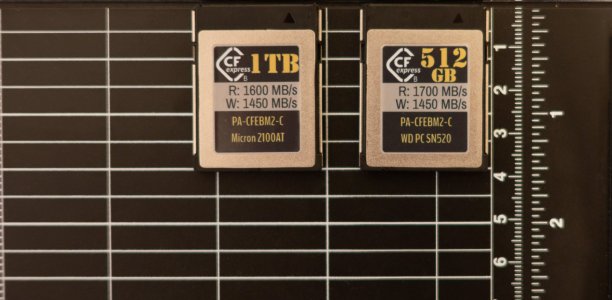 CF
express
B
1TB
R: 1600 MB/s
W: 1450 MB/s
PA-CFEBM2-C
Micron 2100AT
CF
express
B
512
GB
R: 1700 MB/s
W: 1450 MB/s
PA-CFEBM2-C
WD PC SN520
1
2
3
4
5
6
1
2